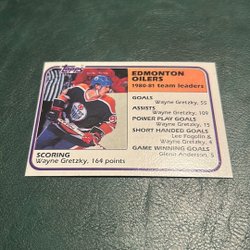 topps
EDMONTON
OILERS
1980-81 team leaders
GOALS
Wayne Gretzky, 55
ASSISTS
Wayne Gretzky, 109
POWER PLAY GOALS
Wayne Gretzky, 15
SHORT HANDED GOALS
Lee Fogolin &
Wayne Gretzky, 4
GAME WINNING GOALS
Glenn Anderson, 5
SCORING
Wayne Gretzky, 164 points